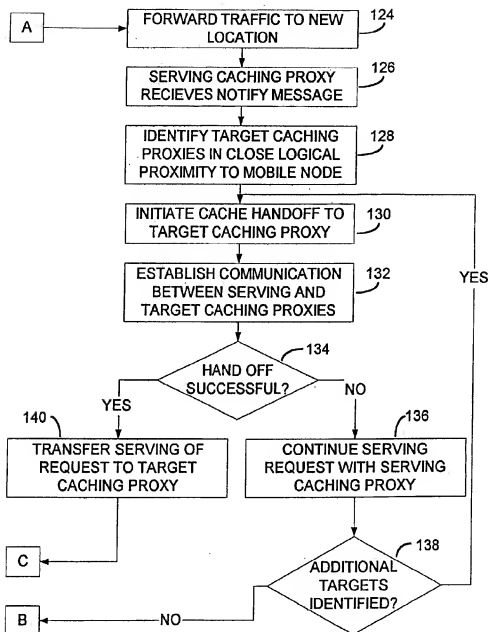 A
FORWARD TRAFFIC TO NEW
LOCATION
124
SERVING CACHING PROXY
RECIEVES NOTIFY MESSAGE
126
IDENTIFY TARGET CACHING
PROXIES IN CLOSE LOGICAL
PROXIMITY TO MOBILE NODE
128
INITIATE CACHE HANDOFF TO
TARGET CACHING PROXY
130
YES
ESTABLISH COMMUNICATION
BETWEEN SERVING AND
TARGET CACHING PROXIES
132
HAND OFF
SUCCESSFUL?
134
YES
NO
140
TRANSFER SERVING OF
REQUEST TO TARGET
CACHING PROXY
136
CONTINUE SERVING
REQUEST WITH SERVING
CACHING PROXY
C
138
ADDITIONAL
TARGETS
IDENTIFIED?
B
NO